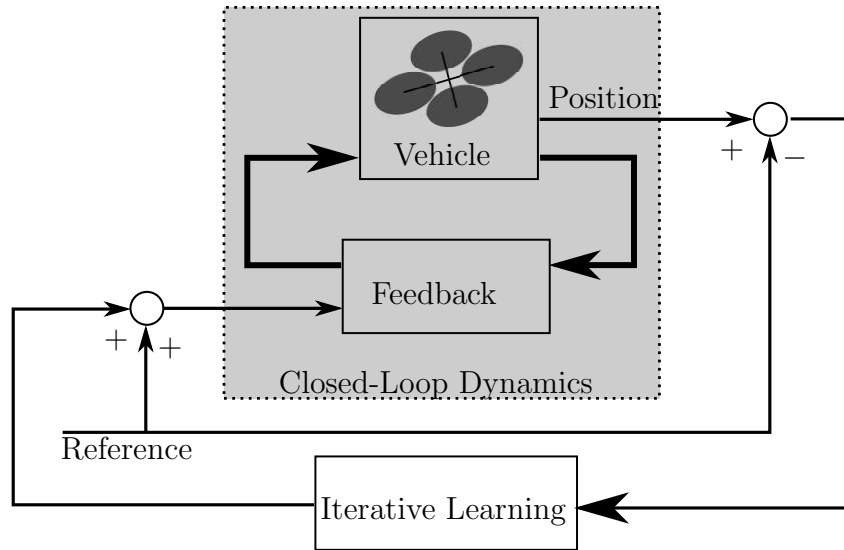 Position
Vehicle
+
−
Feedback
+
+
Closed-Loop Dynamics
Reference
Iterative Learning